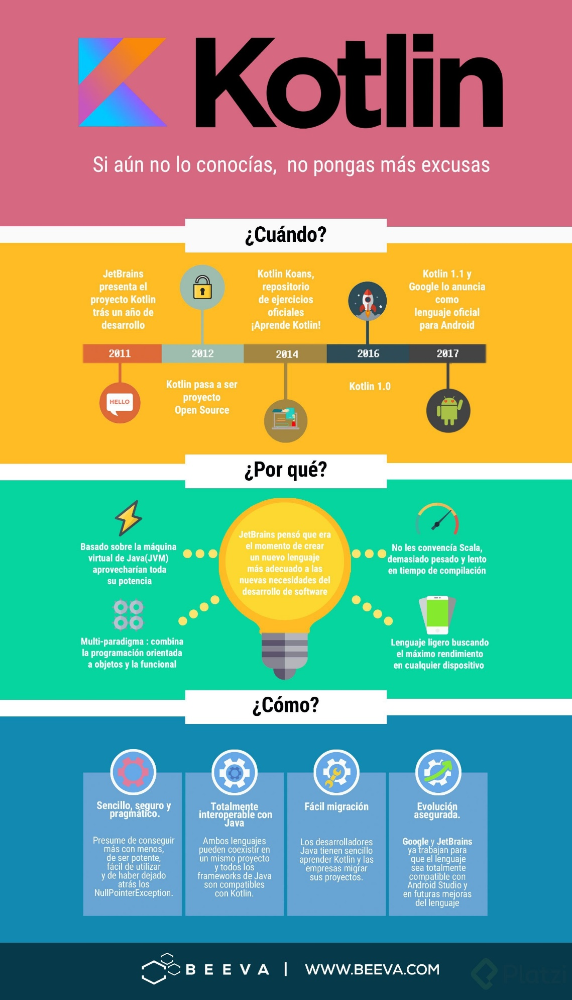 Kotlin
Si aún no lo conocías, no pongas más excusas
¿Cuándo?
JetBrains
presenta el
proyecto Kotlin
trás un año de
desarrollo
Kotlin Koans,
repositorio
de ejercicios
oficiales
¡Aprende Kotlin!
Kotlin 1.1 y
Google lo anuncia
como
lenguaje oficial
para Android
2011
2012
2014
2016
2017
HELLO
Kotlin pasa a ser
proyecto
Open Source
Kotlin 1.0
¿Por qué?
JetBrains pensó que era
el momento de crear
un nuevo lenguaje
más adecuado a las
nuevas necesidades del
desarrollo de software
Basado sobre la máquina
virtual de Java(JVM)
aprovecharían toda
su potencia
No les convencía Scala,
demasiado pesado y lento
en tiempo de compilación
Multi-paradigma : combina
la programación orientada
a objetos y la funcional
Lenguaje ligero buscando
el máximo rendimiento
en cualquier dispositivo
¿Cómo?
Sencillo, seguro y
pragmático.
Presume de conseguir
más con menos,
de ser potente,
fácil de utilizar
y de haber dejado
atrás los
NullPointerException.
Totalmente
interoperable con
Java
Ambos lenguajes
pueden coexistir en
un mismo proyecto
y todos los
frameworks de Java
son compatibles
con Kotlin.
Fácil migración
Los desarrolladores
Java tienen sencillo
aprender Kotlin y las
empresas migrar
sus proyectos.
Evolución
asegurada.
Google y JetBrains
ya trabajan para
que el lenguaje
sea totalmente
compatible con
Android Studio y
en futuras mejoras
del lenguaje
BEEVA | WWW.BEEVA.COM
Platzi